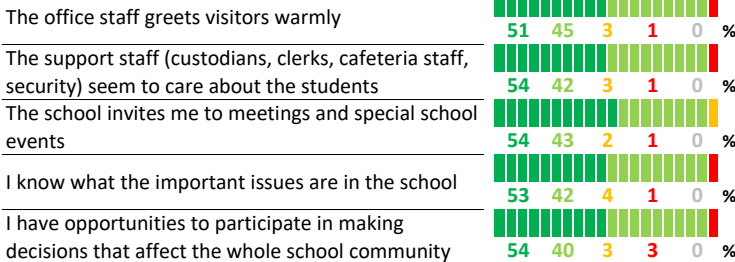 The office staff greets visitors warmly
51 45 3 1 0 %
The support staff (custodians, clerks, cafeteria staff,
security) seem to care about the students
54 42 3 1 0 %
The school invites me to meetings and special school
events
54 43 2 1 0 %
I know what the important issues are in the school
53 42 4 1 0 %
I have opportunities to participate in making
decisions that affect the whole school community
54 40 3 3 0 %